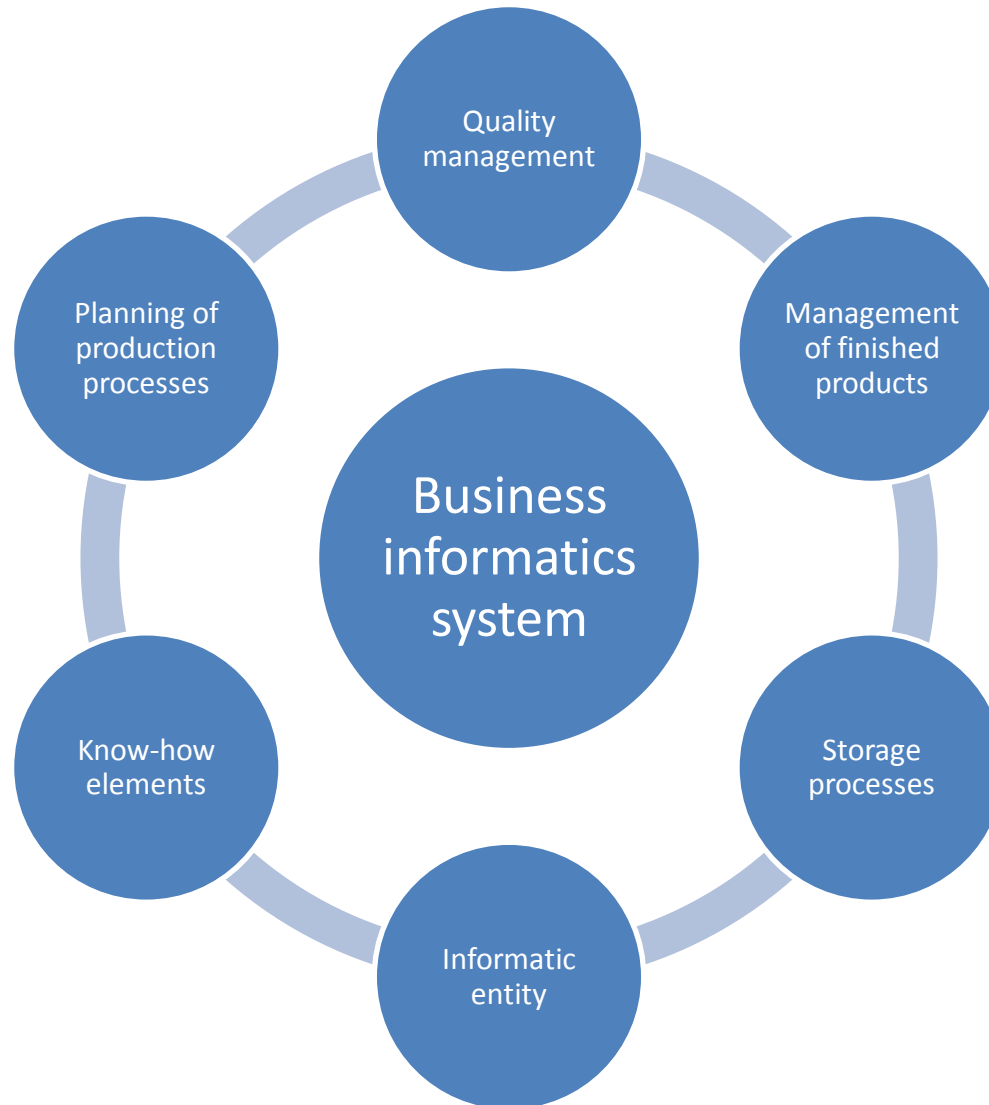 Quality
management
Planning of
production
processes
Management
of finished
products
Business
informatics
system
Know-how
elements
Storage
processes
Informatic
entity